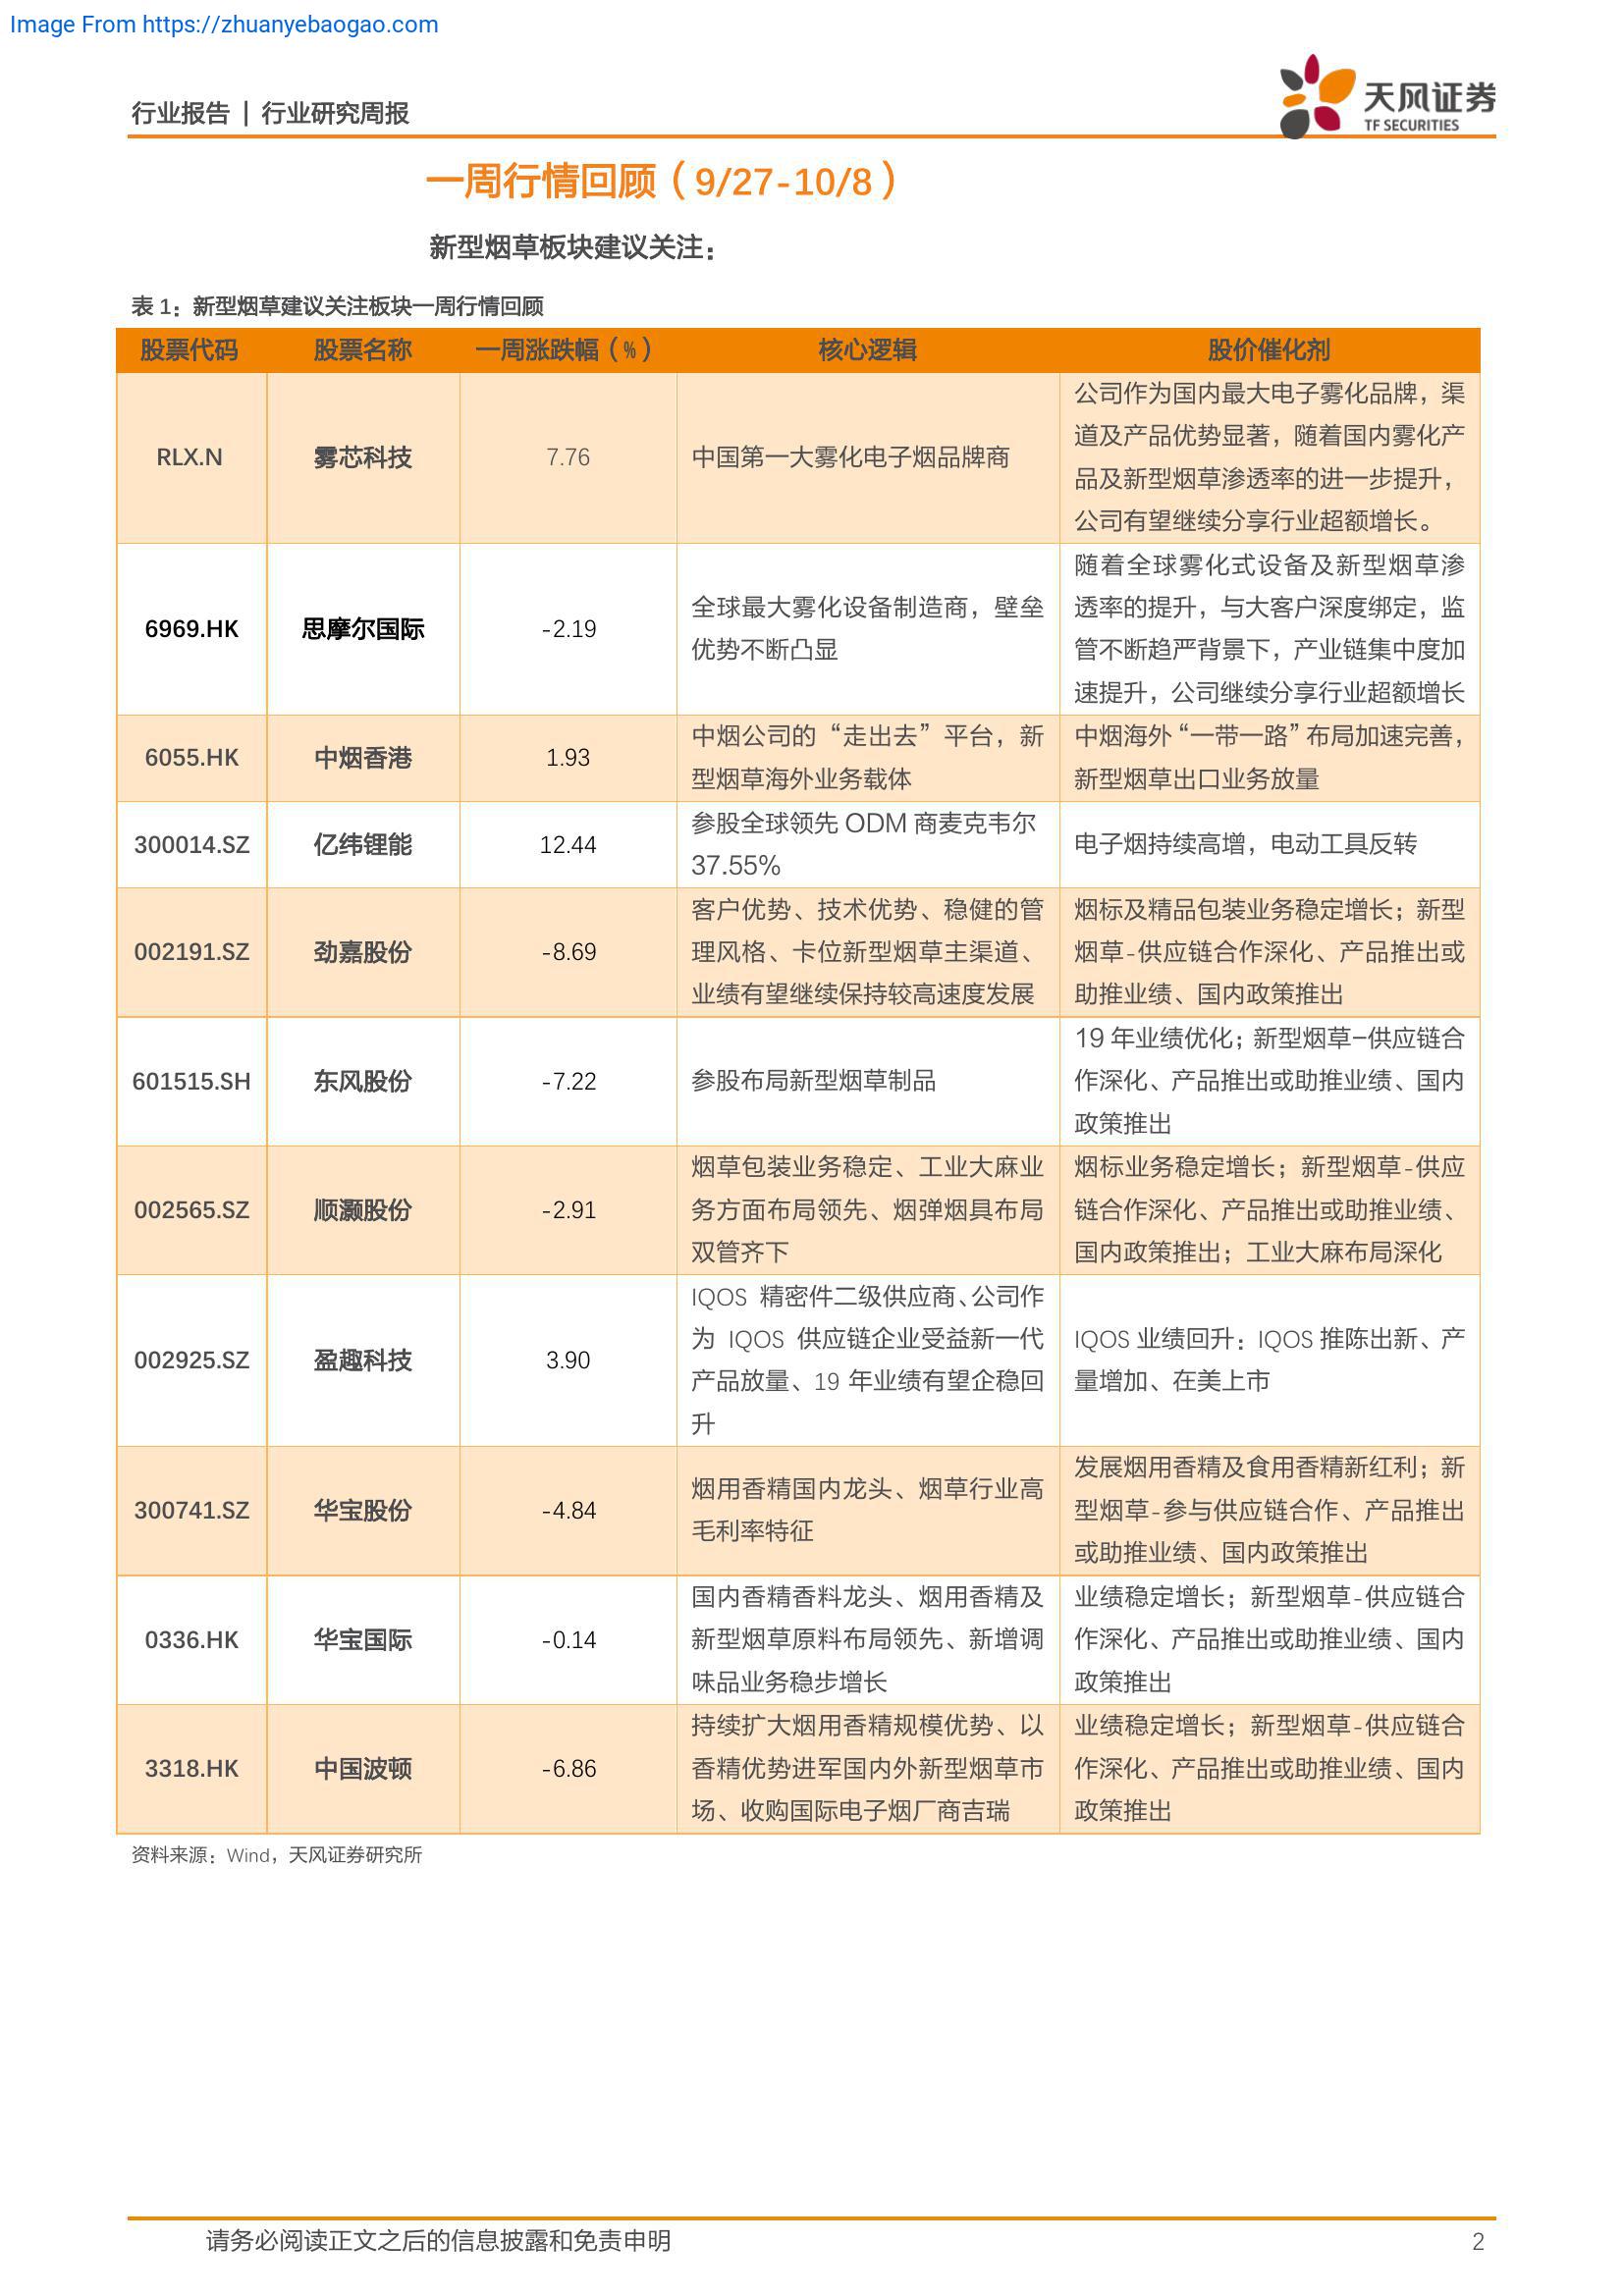 Image From https://zhuanyebaogao.com
行业报告 | 行业研究周报
天风证券
TF SECURITIES
一周行情回顾（9/27-10/8）
新型烟草板块建议关注：
表 1：新型烟草建议关注板块一周行情回顾
股票代码 股票名称 一周涨跌幅（%） 核心逻辑 股价催化剂
RLX.N 雾芯科技 7.76 中国第一大雾化电子烟品牌商
公司作为国内最大电子雾化品牌，渠
道及产品优势显著，随着国内雾化产
品及新型烟草渗透率的进一步提升，
公司有望继续分享行业超额增长。
6969.HK 思摩尔国际 -2.19
全球最大雾化设备制造商，壁垒
优势不断凸显
随着全球雾化式设备及新型烟草渗
透率的提升，与大客户深度绑定，监
管不断趋严背景下，产业链集中度加
速提升，公司继续分享行业超额增长
6055.HK 中烟香港 1.93
中烟公司的“走出去”平台，新
型烟草海外业务载体
中烟海外“一带一路”布局加速完善，
新型烟草出口业务放量
300014.SZ 亿纬锂能 12.44
参股全球领先 ODM 商麦克韦尔
37.55%
电子烟持续高增，电动工具反转
002191.SZ 劲嘉股份 -8.69
客户优势、技术优势、稳健的管
理风格、卡位新型烟草主渠道、
业绩有望继续保持较高速度发展
烟标及精品包装业务稳定增长；新型
烟草-供应链合作深化、产品推出或
助推业绩、国内政策推出
601515.SH 东风股份 -7.22 参股布局新型烟草制品
19 年业绩优化；新型烟草—供应链合
作深化、产品推出或助推业绩、国内
政策推出
002565.SZ 顺灏股份 -2.91
烟草包装业务稳定、工业大麻业
务方面布局领先、烟弹烟具布局
双管齐下
烟标业务稳定增长；新型烟草-供应
链合作深化、产品推出或助推业绩、
国内政策推出；工业大麻布局深化
002925.SZ 盈趣科技 3.90
IQOS 精密件二级供应商、公司作
为 IQOS 供应链企业受益新一代
产品放量、19 年业绩有望企稳回
升
IQOS 业绩回升：IQOS 推陈出新、产
量增加、在美上市
300741.SZ 华宝股份 -4.84
烟用香精国内龙头、烟草行业高
毛利率特征
发展烟用香精及食用香精新红利；新
型烟草-参与供应链合作、产品推出
或助推业绩、国内政策推出
0336.HK 华宝国际 -0.14
国内香精香料龙头、烟用香精及
新型烟草原料布局领先、新增调
味品业务稳步增长
业绩稳定增长；新型烟草-供应链合
作深化、产品推出或助推业绩、国内
政策推出
3318.HK 中国波顿 -6.86
持续扩大烟用香精规模优势、以
香精优势进军国内外新型烟草市
场、收购国际电子烟厂商吉瑞
业绩稳定增长；新型烟草-供应链合
作深化、产品推出或助推业绩、国内
政策推出
资料来源：Wind，天风证券研究所
请务必阅读正文之后的信息披露和免责申明 2